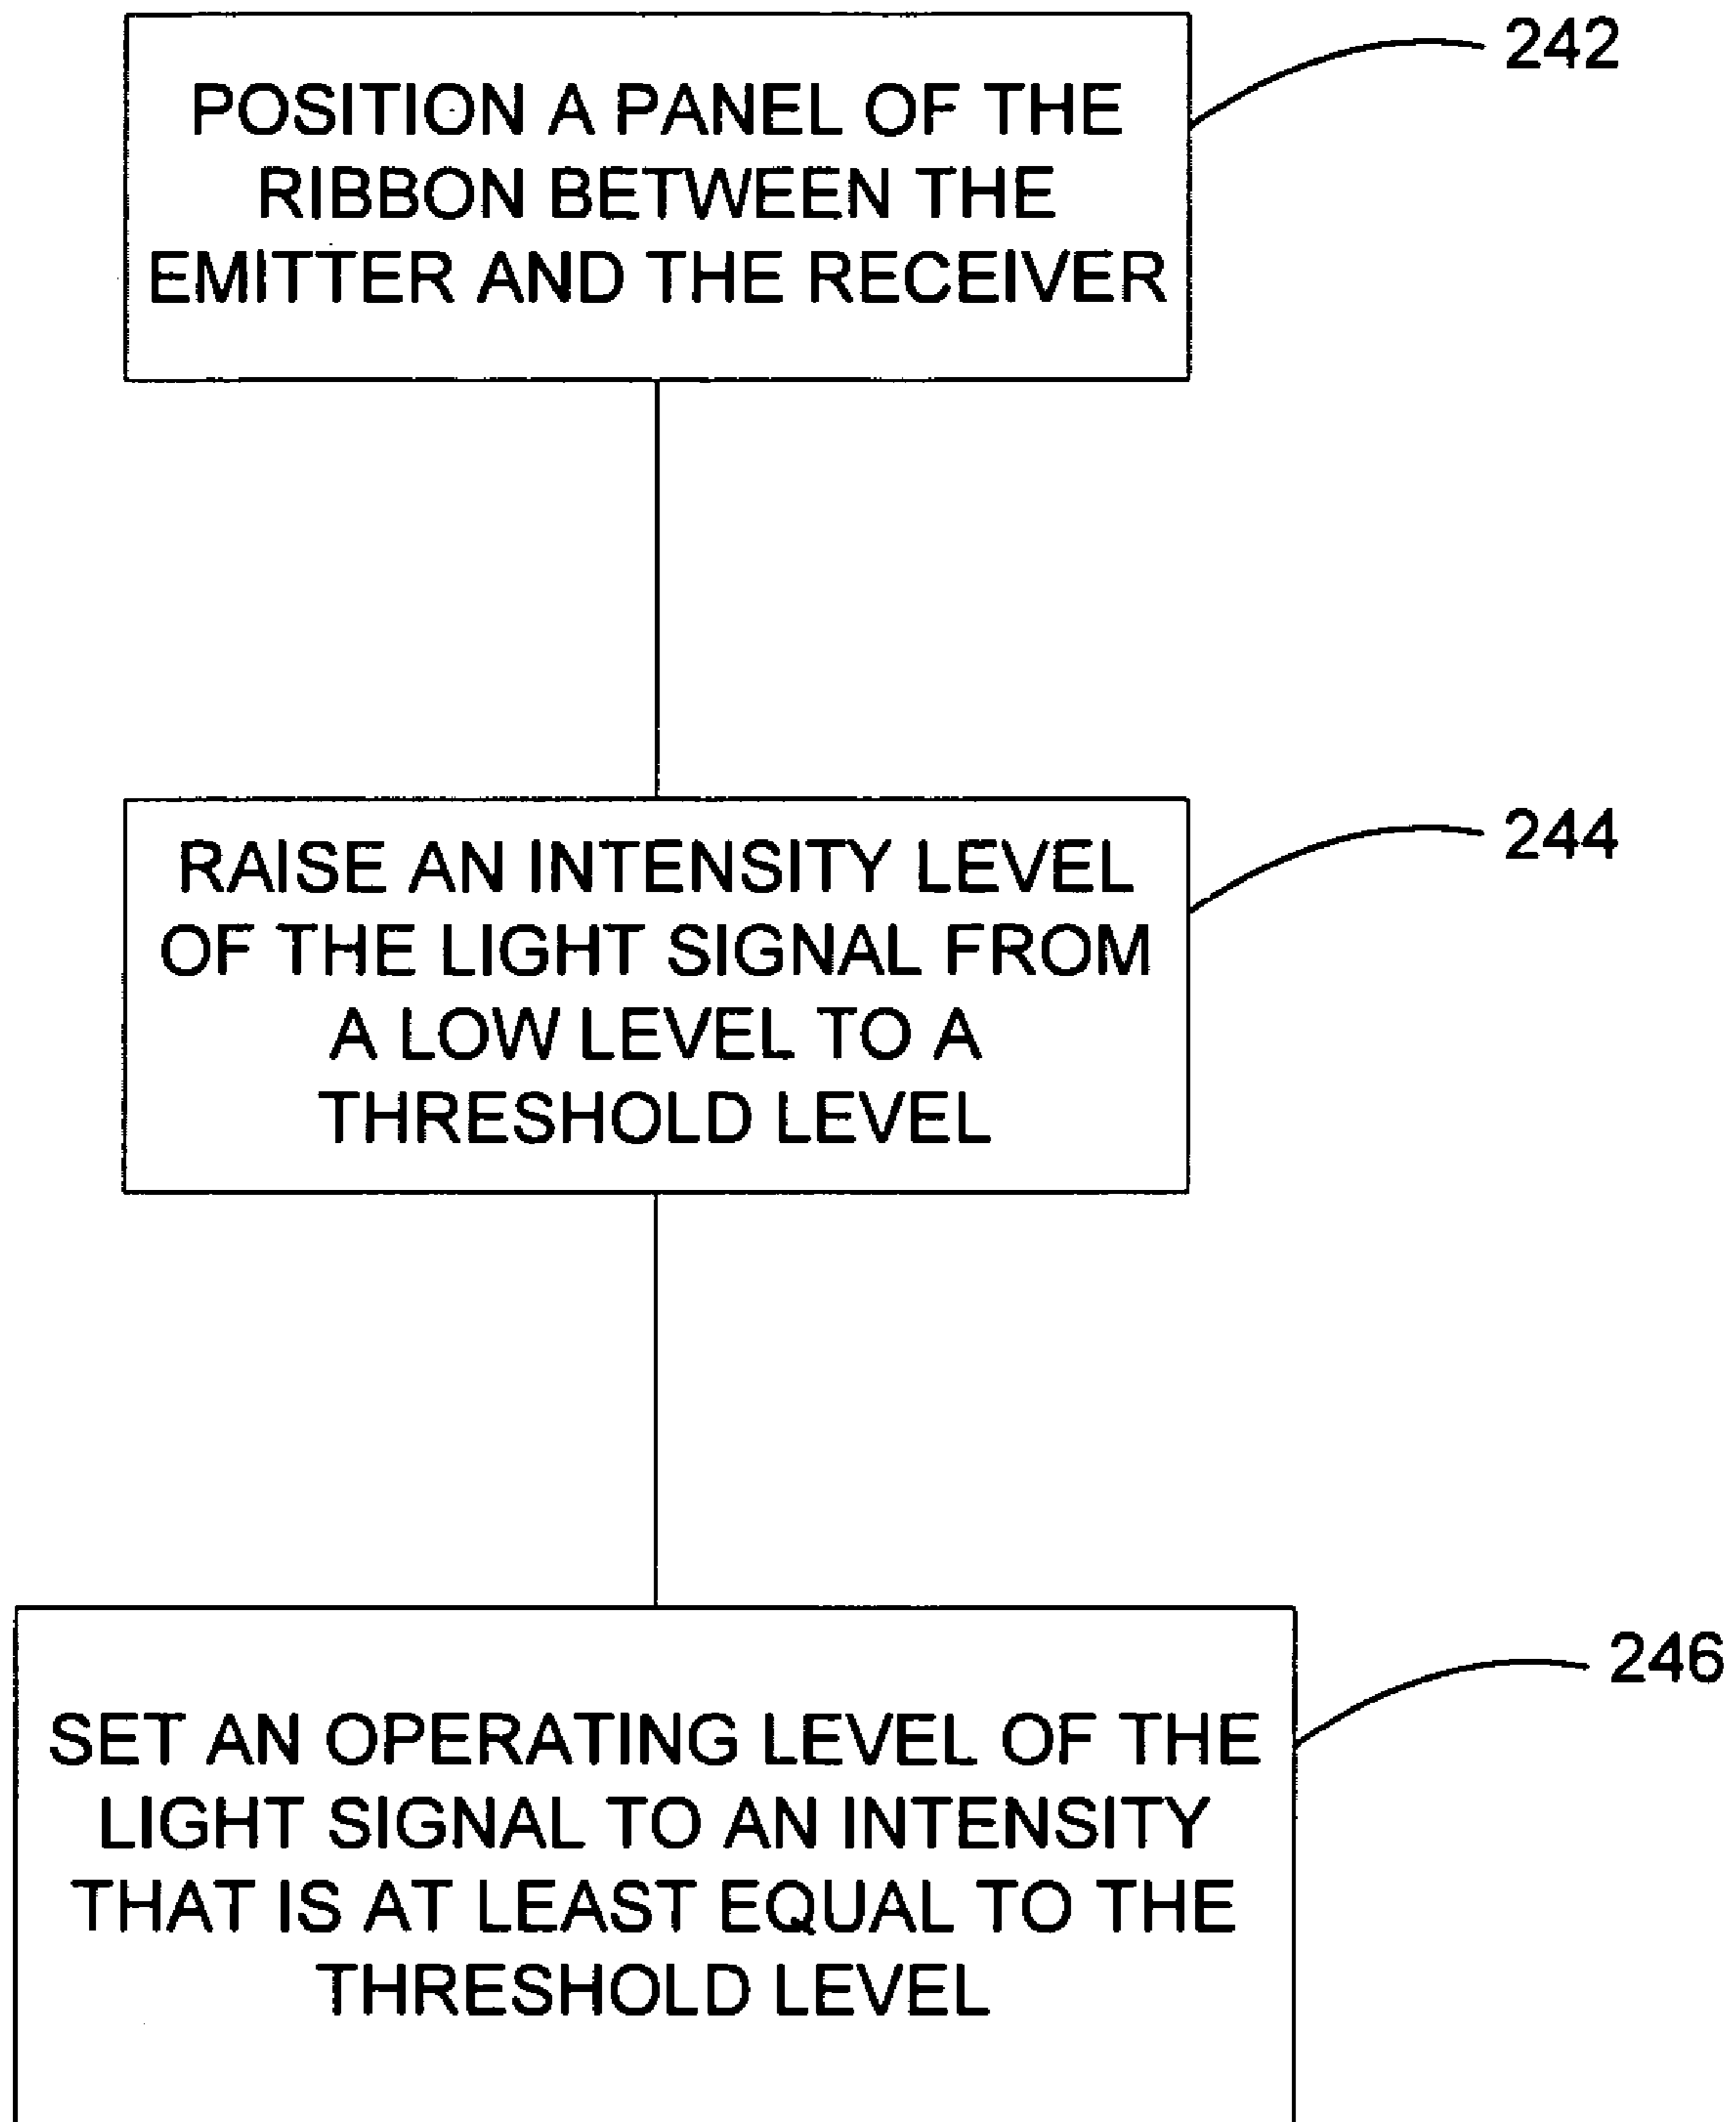 POSITION A PANEL OF THE
RIBBON BETWEEN THE
EMITTER AND THE RECEIVER
242
RAISE AN INTENSITY LEVEL
OF THE LIGHT SIGNAL FROM
A LOW LEVEL TO A
THRESHOLD LEVEL
244
SET AN OPERATING LEVEL OF THE
LIGHT SIGNAL TO AN INTENSITY
THAT IS AT LEAST EQUAL TO THE
THRESHOLD LEVEL
246